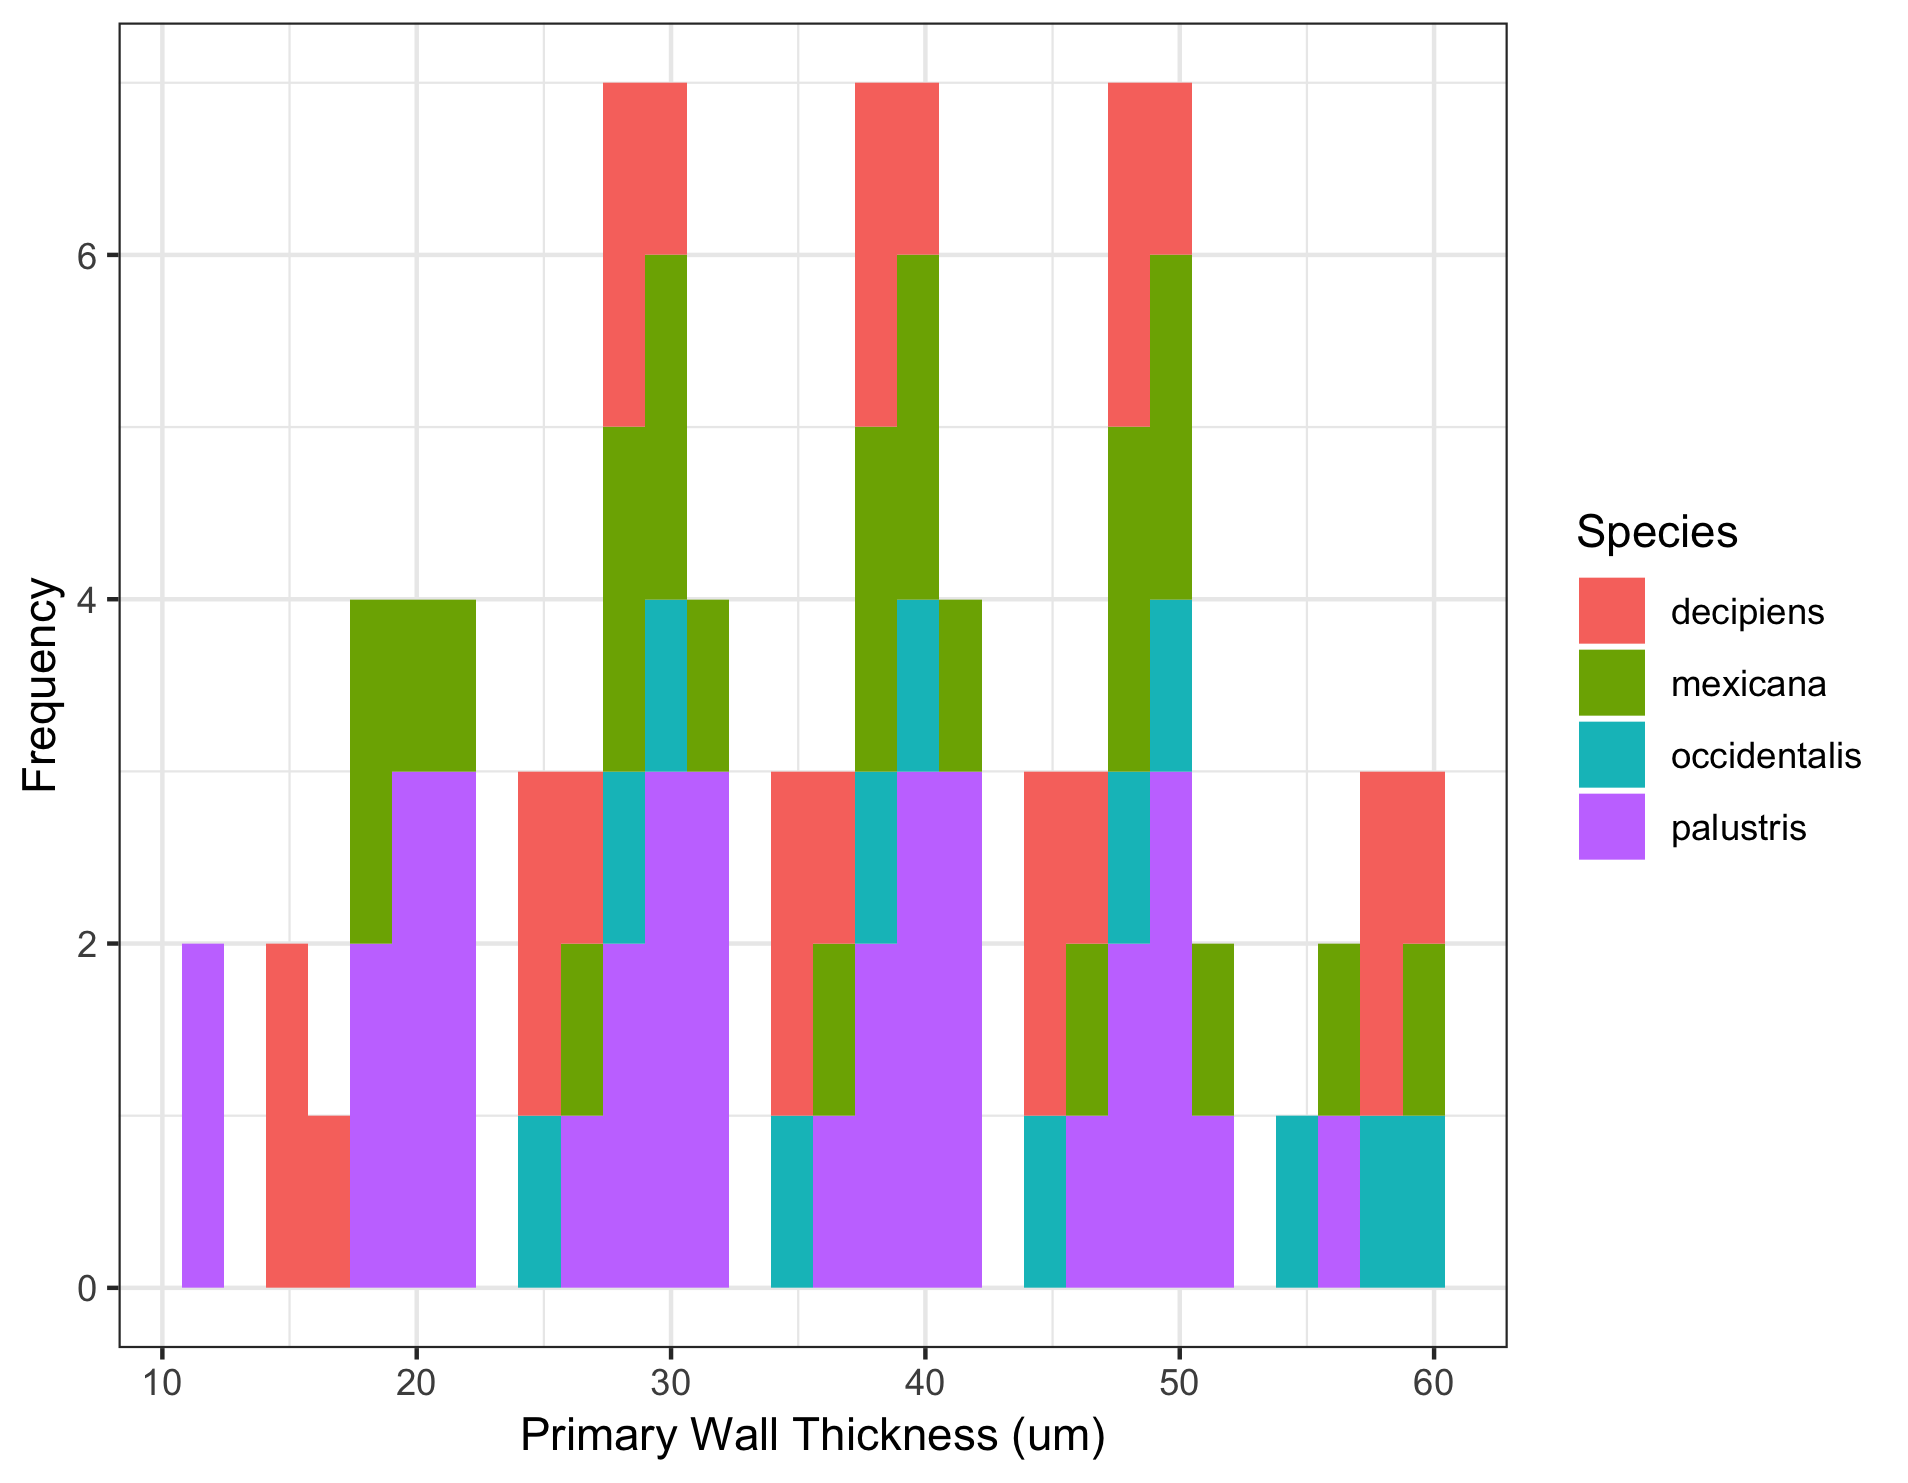 6
4
2
0
Frequency
10 20 30 40 50 60
Primary Wall Thickness (um)
Species
decipiens
mexicana
occidentalis
palustris